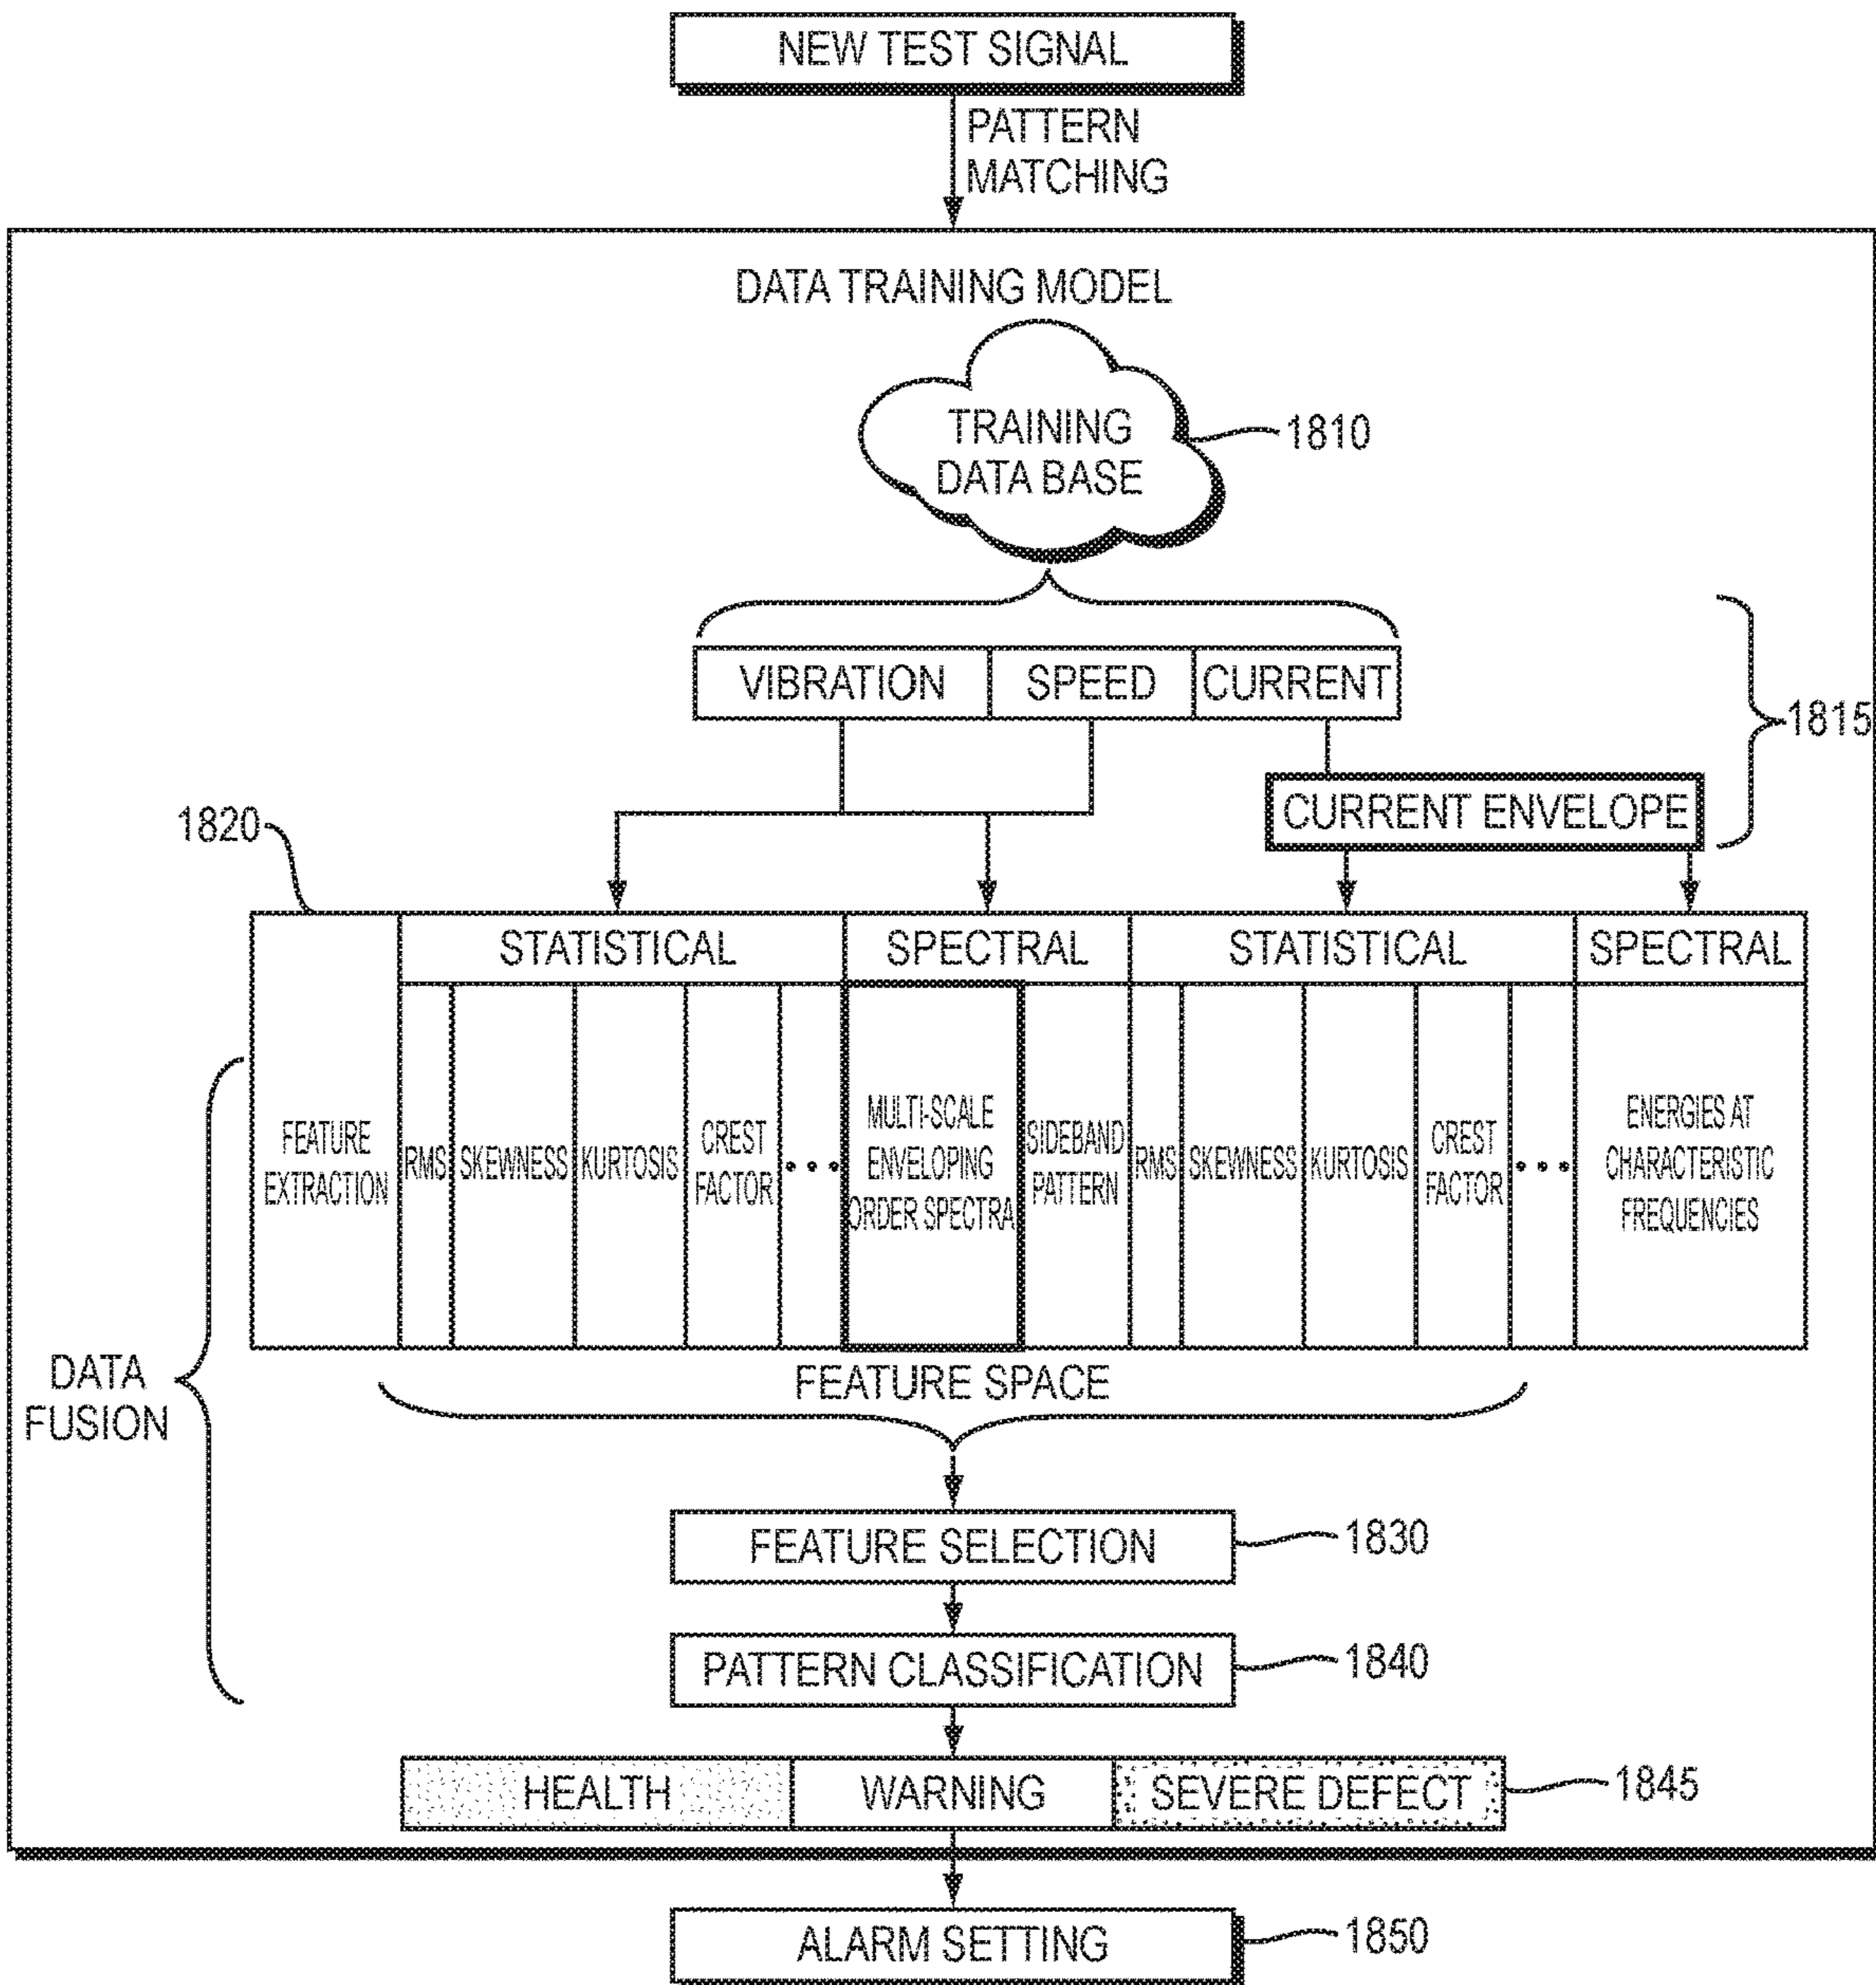 NEW TEST SIGNAL
PATTERN
MATCHING
DATA TRAINING MODEL
TRAINING
DATA BASE
1810
VIBRATION
SPEED
CURRENT
1815
CURRENT ENVELOPE
1820
STATISTICAL
SPECTRAL
STATISTICAL
SPECTRAL
FEATURE
EXTRACTION
RMS
SKEWNESS
KURTOSIS
CREST
FACTOR
•••
MULTI-SCALE
ENVELOPING
ORDER SPECTRA
SIDEBAND
PATTERN
RMS
SKEWNESS
KURTOSIS
CREST
FACTOR
•••
ENERGIES AT
CHARACTERISTIC
FREQUENCIES
DATA
FUSION
FEATURE SPACE
FEATURE SELECTION
1830
PATTERN CLASSIFICATION
1840
HEALTH
WARNING
SEVERE DEFECT
1845
ALARM SETTING
1850